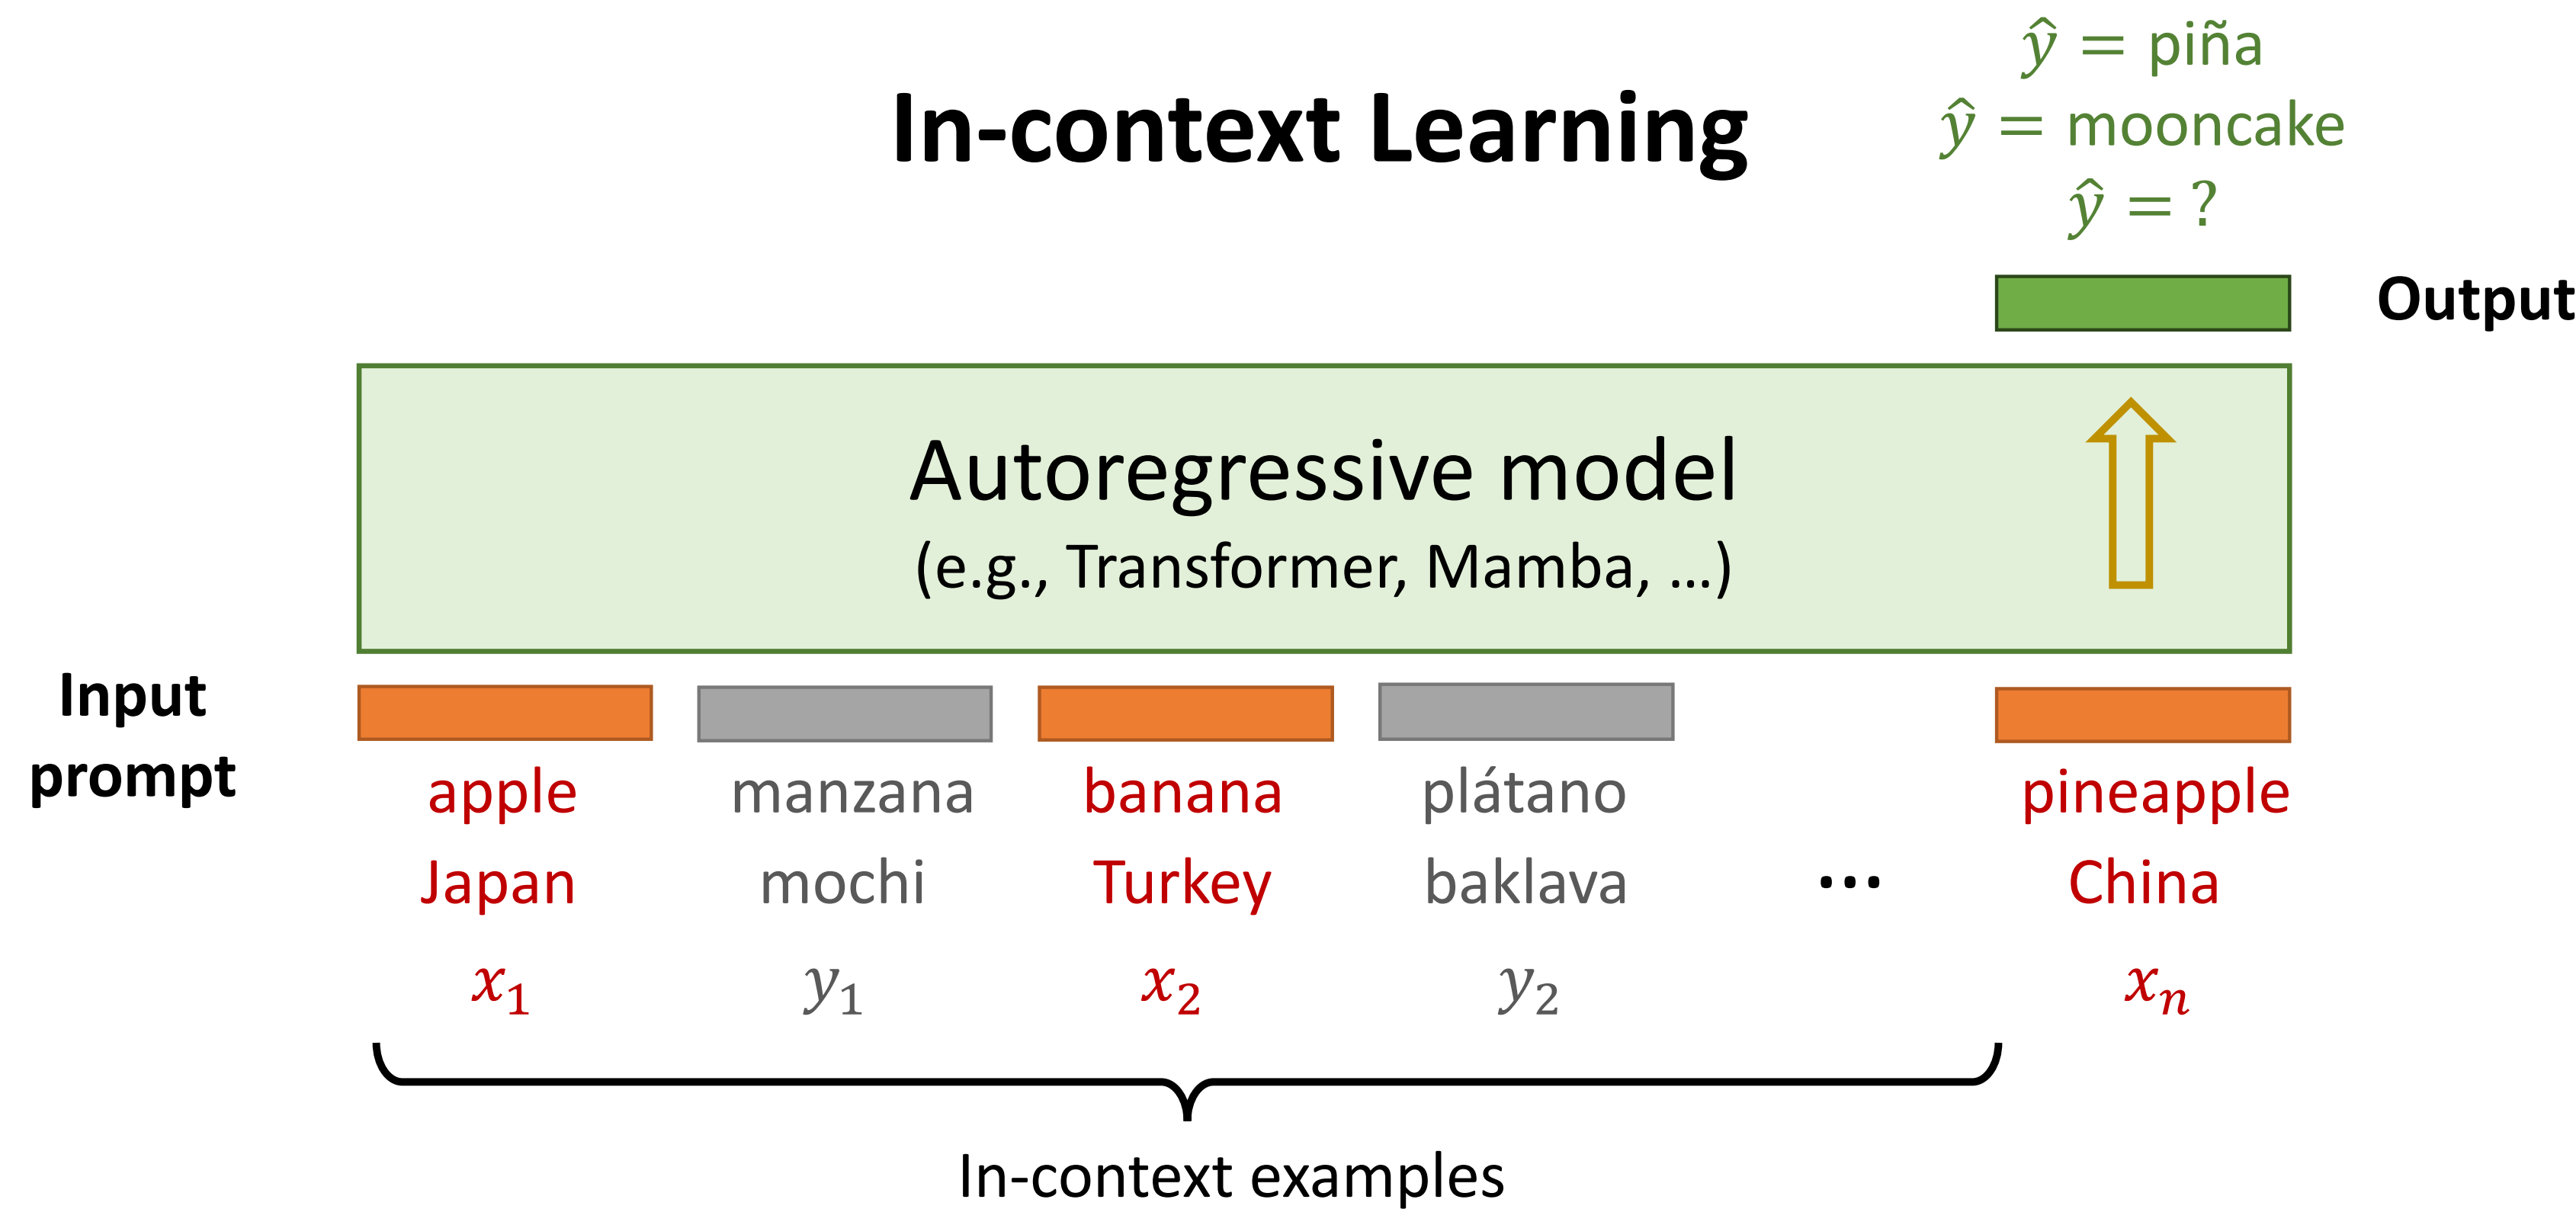 ŷ = piña
In-context Learning
ŷ = mooncake
ŷ = ?
Output
Autoregressive model
(e.g., Transformer, Mamba, ...)
Input
prompt
apple manzana banana plátano pineapple
Japan mochi Turkey baklava ... China
x₁ y₁ x₂ y₂ xₙ
In-context examples